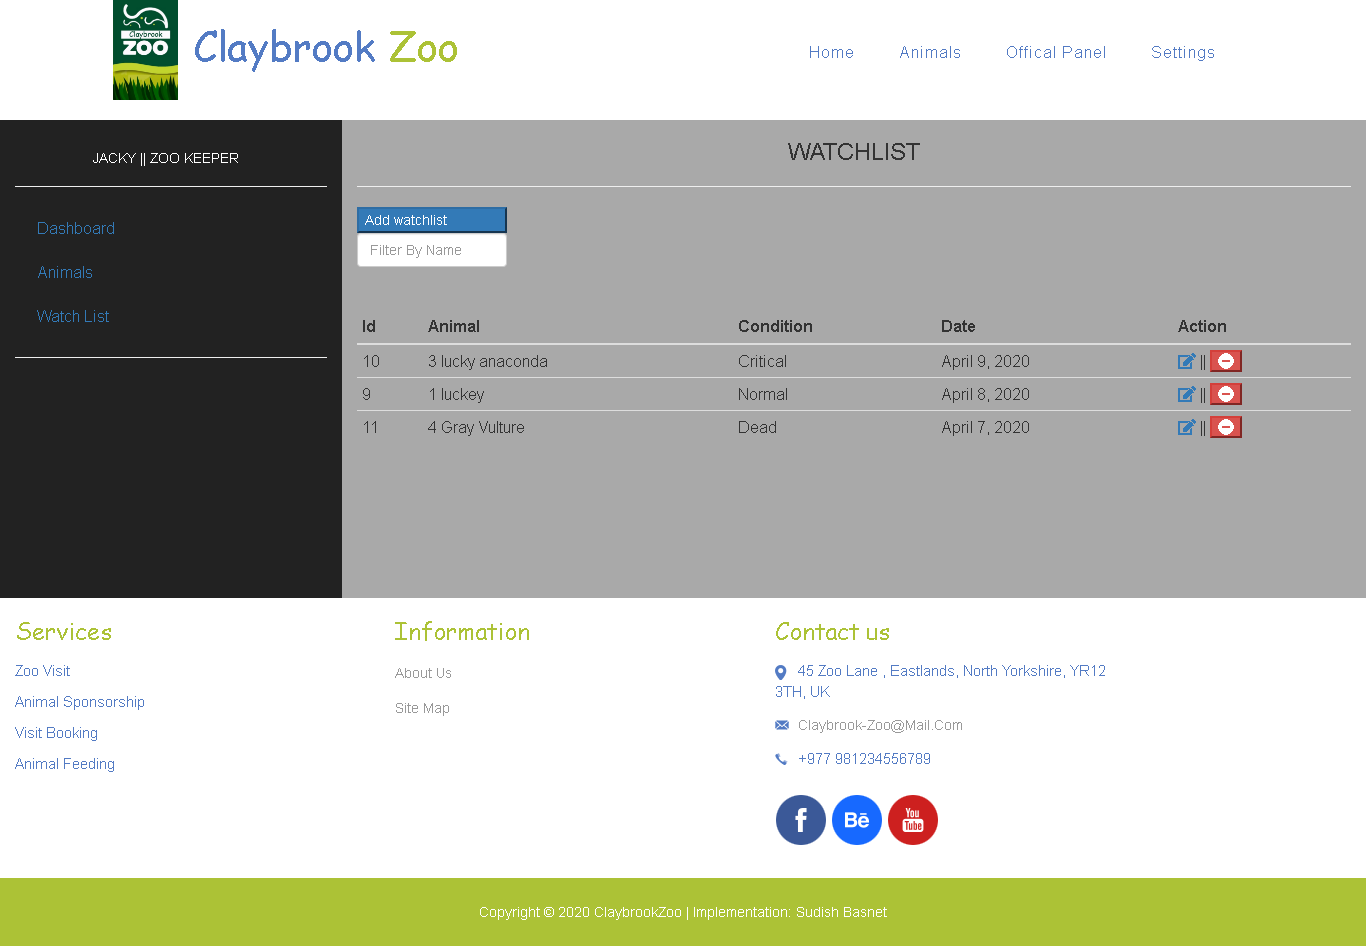 Claybrook
ZOO
Claybrook Zoo
Home Animals Offical Panel Settings
JACKY || ZOO KEEPER
Dashboard
Animals
Watch List
WATCHLIST
Add watchlist
Filter By Name
Id Animal Condition Date Action
10 3 lucky anaconda Critical April 9, 2020 ||
9 1 luckey Normal April 8, 2020 ||
11 4 Gray Vulture Dead April 7, 2020 ||
Services
Zoo Visit
Animal Sponsorship
Visit Booking
Animal Feeding
Information
About Us
Site Map
Contact us
45 Zoo Lane , Eastlands, North Yorkshire, YR12
3TH, UK
Claybrook-Zoo@Mail.Com
+977 981234556789
f Bē You
Tube
Copyright © 2020 ClaybrookZoo | Implementation: Sudish Basnet